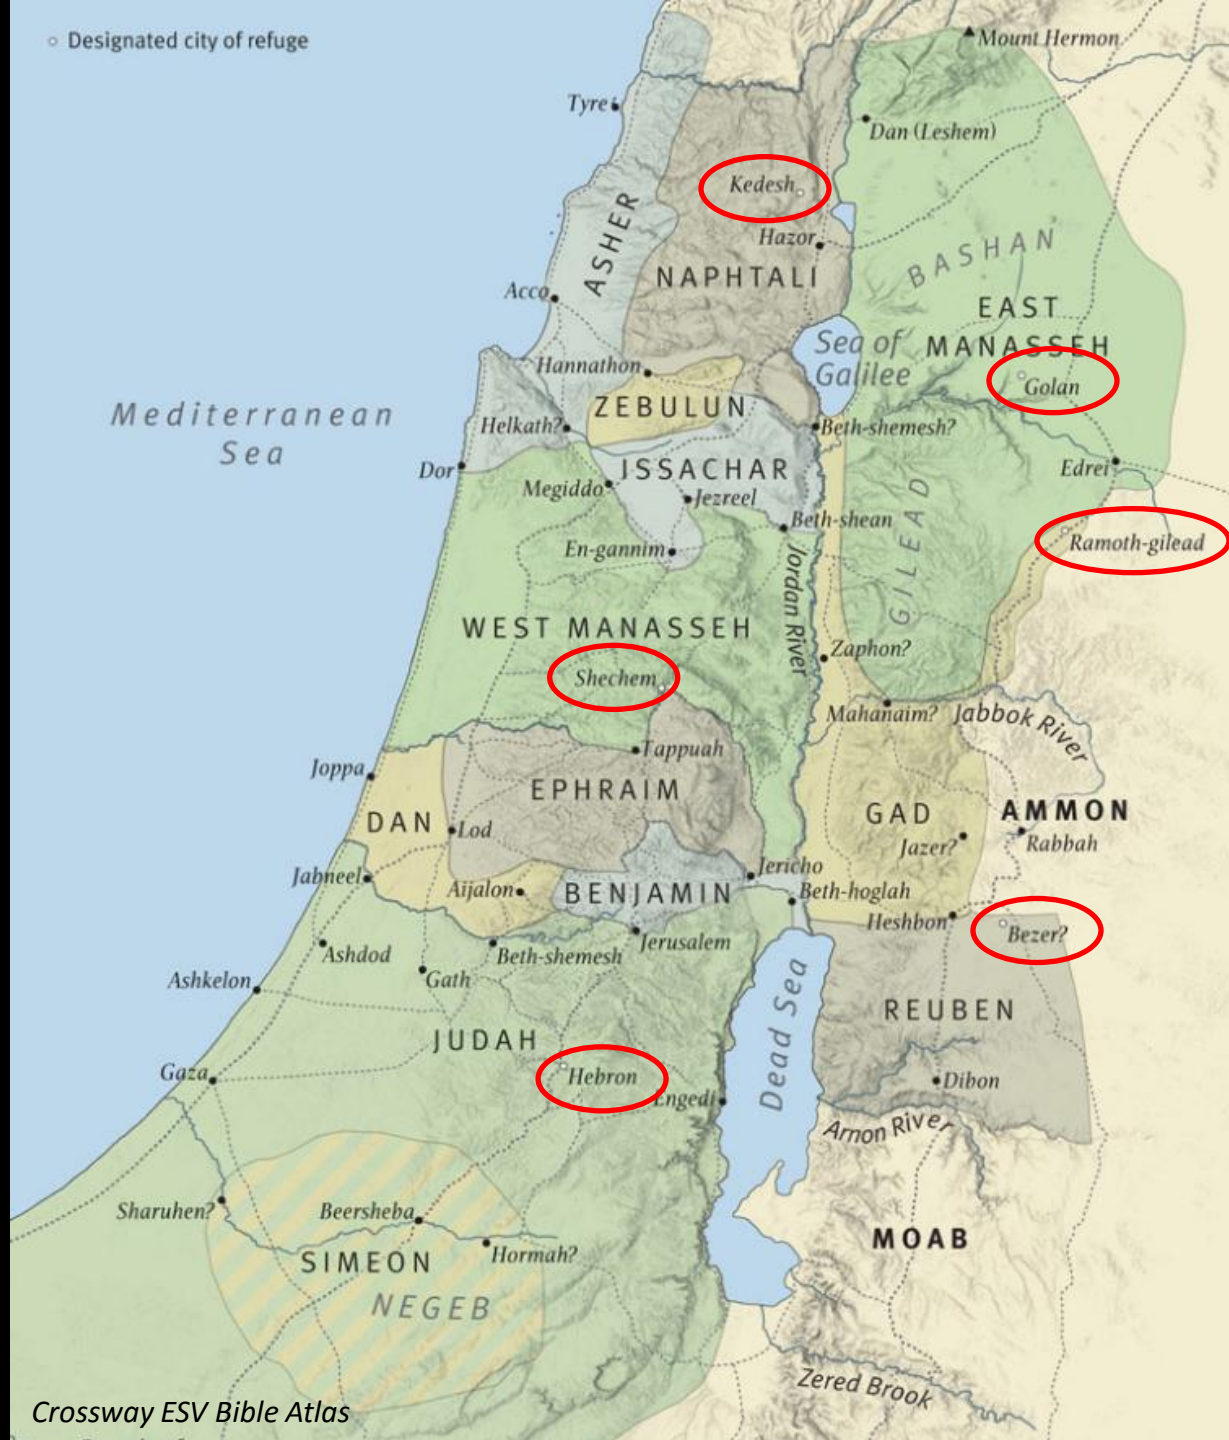 Designated city of refuge
Mount Hermon
Tyre
Dan (Leshem)
Kedesh
ASHER
Hazor
BASHAN
NAPHTALI
Acco
EAST
MANASSEH
Sea of
Galilee
Hannathon
Golan
ZEBULUN
Mediterranean
Sea
Helkath?
Beth-shemesh?
Dor
ISSACHAR
Edrei
Megiddo
Jezreel
GILEAD
Beth-shean
Ramoth-gilead
En-gannim
Jordan River
WEST MANASSEH
Zaphon?
Shechem
Mahanaim?
Jabbok River
Tappuah
Joppa
EPHRAIM
DAN
Lod
GAD
AMMON
Jazer?
Rabbah
Jericho
Jabneel
Aijalon
BENJAMIN
Beth-hoglah
Heshbon
Bezer?
Ashdod
Beth-shemesh
Jerusalem
Gath
Ashkelon
Dead Sea
REUBEN
JUDAH
Gaza
Hebron
Engedi
Dibon
Arnon River
Sharuhen?
Beersheba
Hormah?
SIMEON
MOAB
NEGEB
Zered Brook
Crossway ESV Bible Atlas